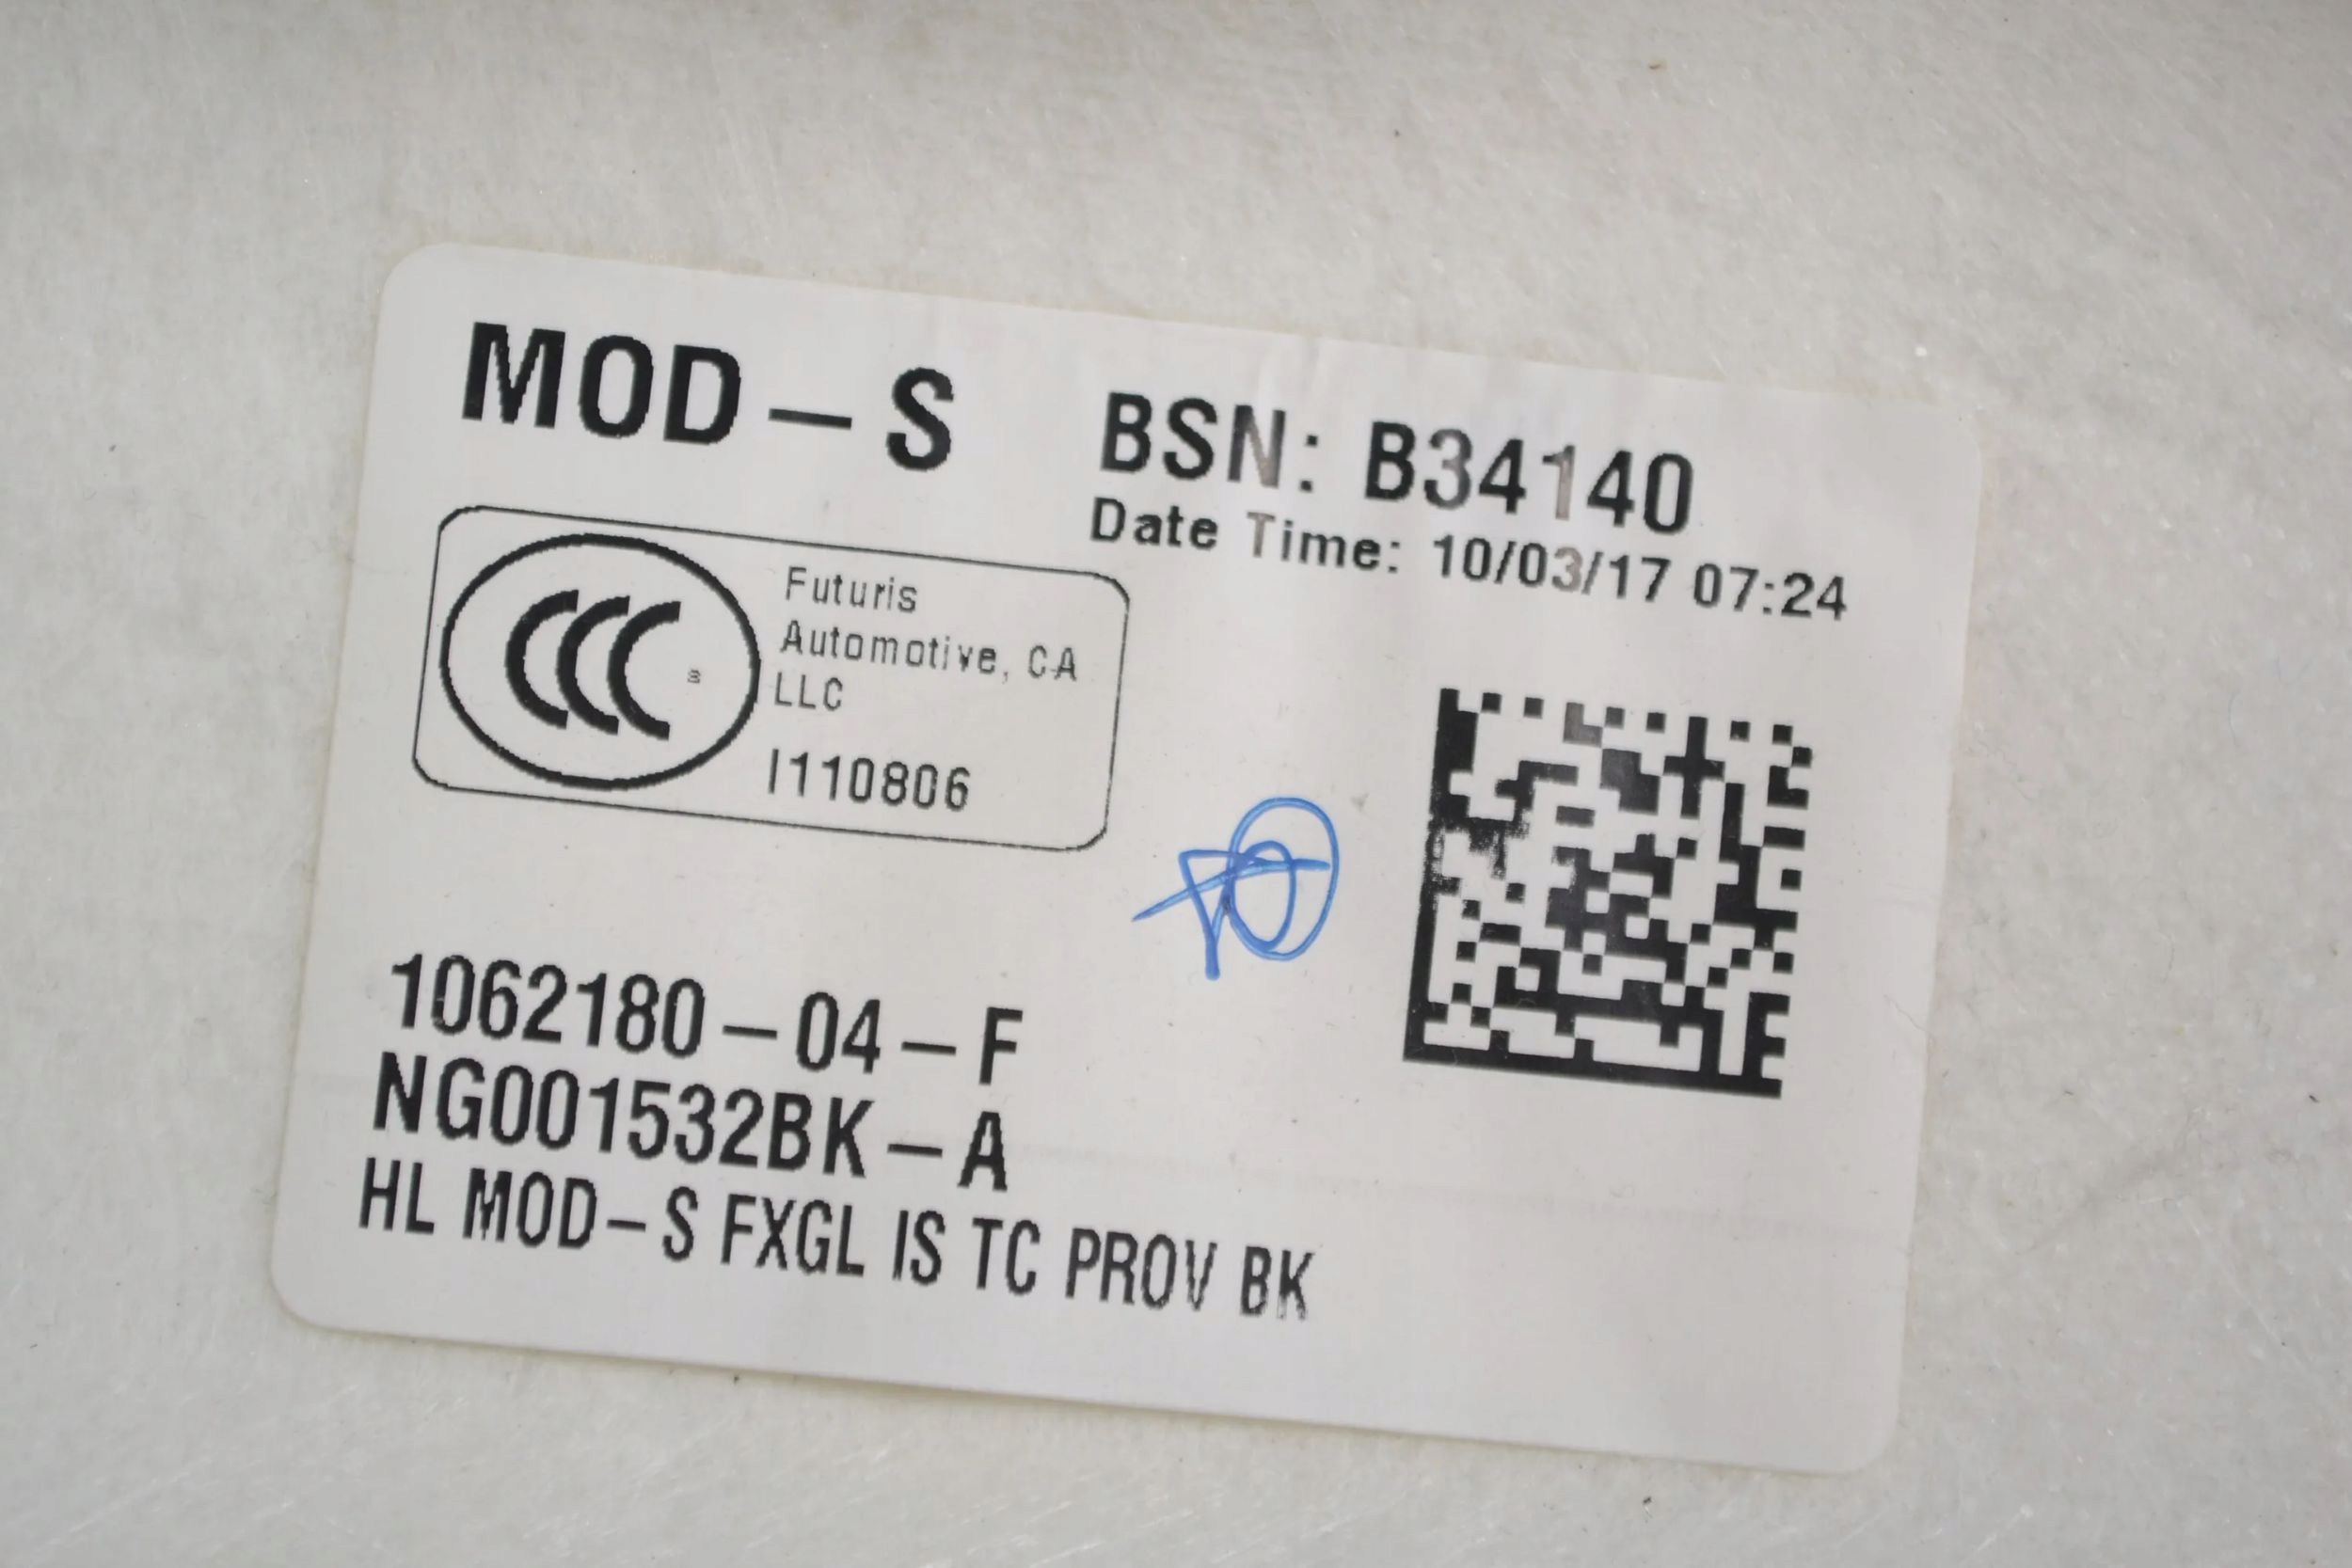 MOD-S
BSN: B34140
Date Time: 10/03/17 07:24
CCC
S
Futuris
Automotive, CA
LLC
I110806
1062180-04-F
NG001532BK-A
HL MOD-S FXGL IS TC PROV BK